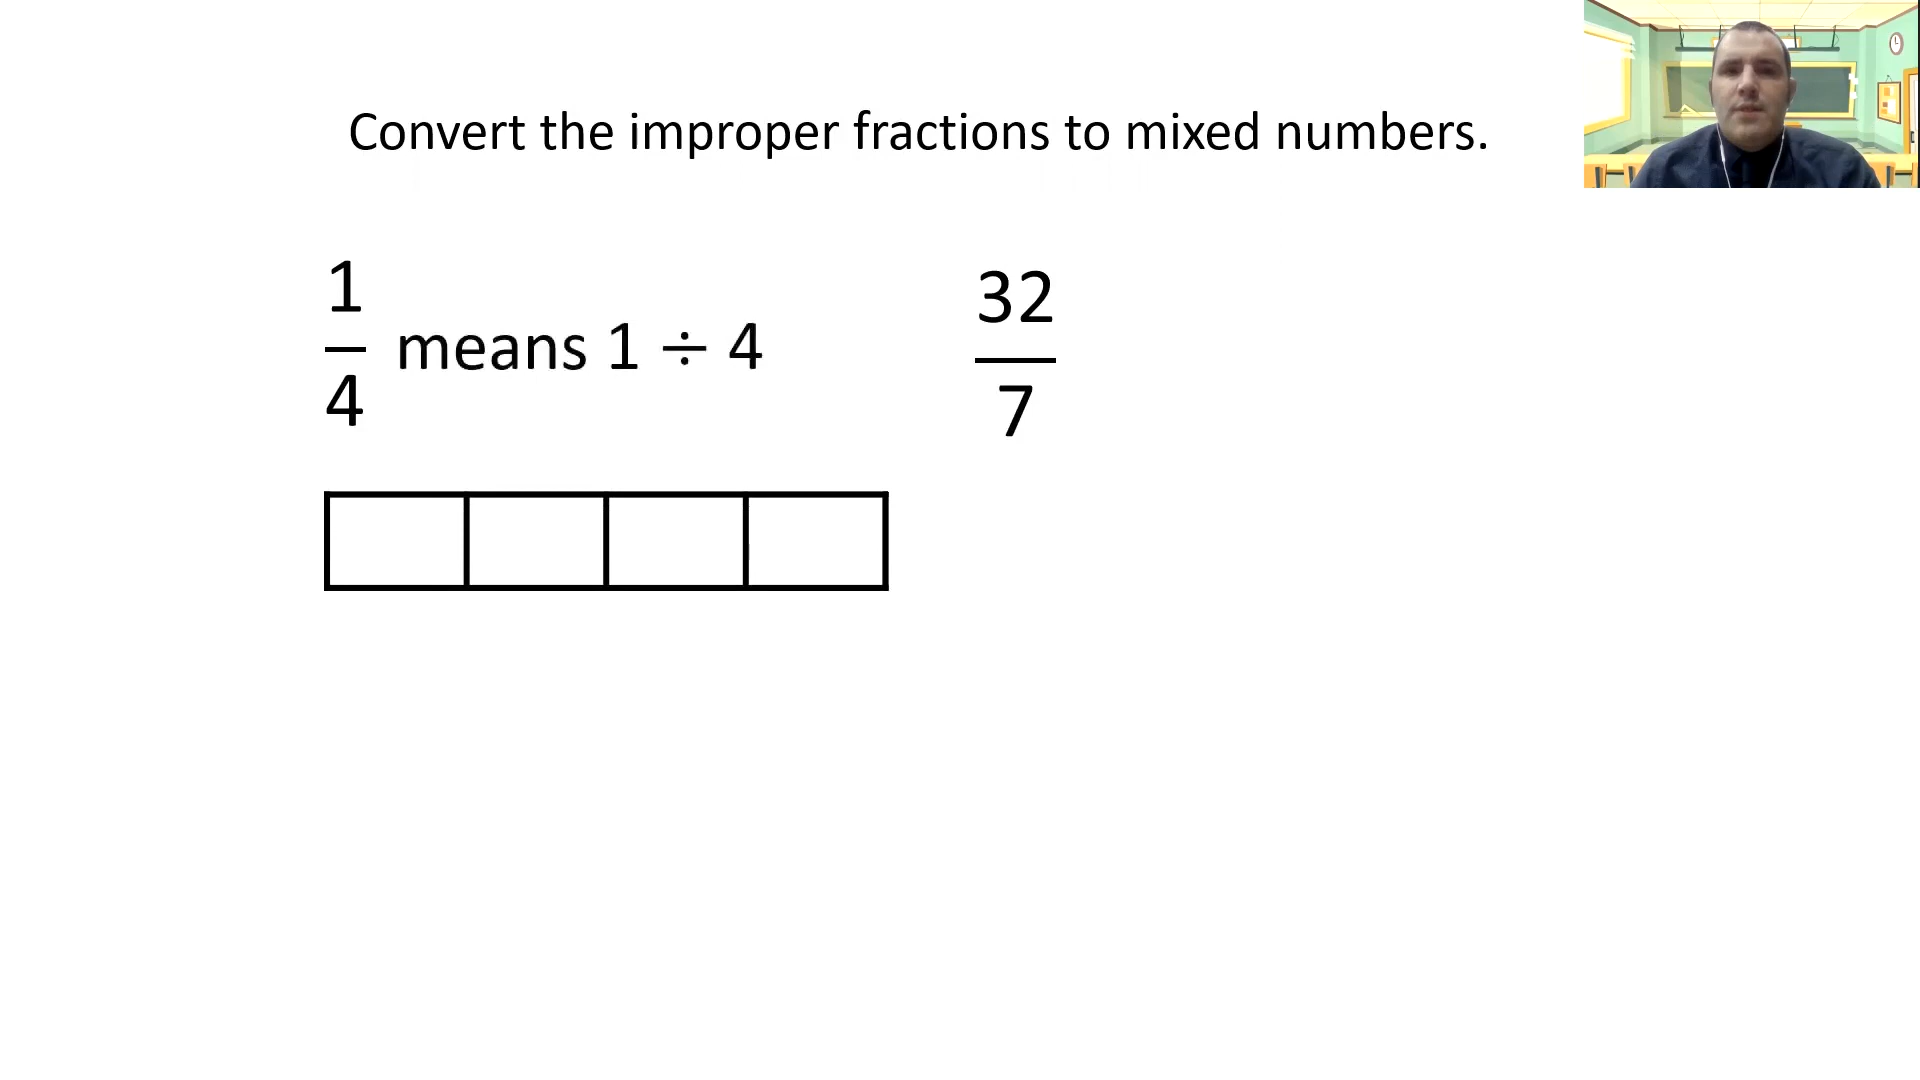 Convert the improper fractions to mixed numbers.
1
4
means 1 ÷ 4
32
7